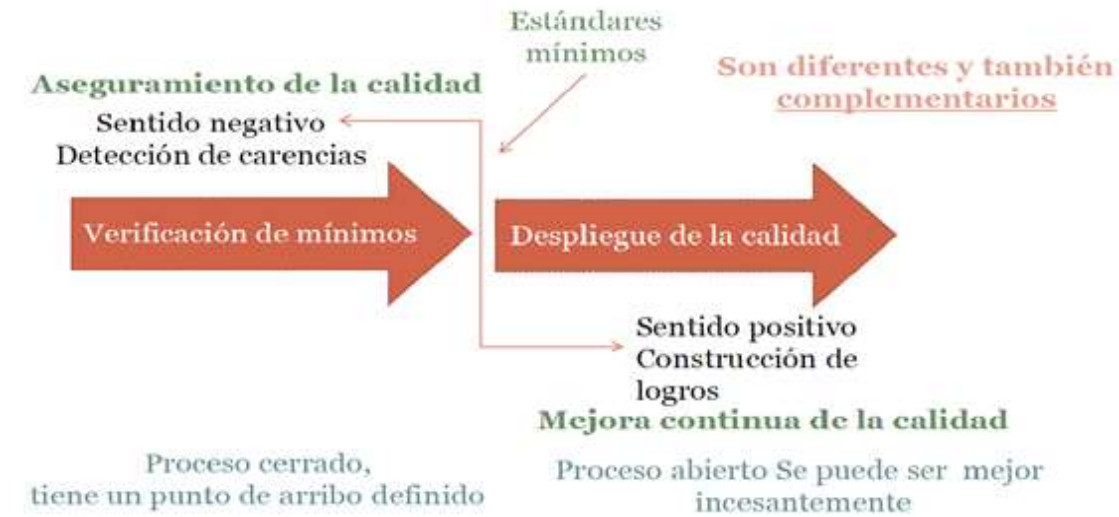 Estándares
mínimos
Aseguramiento de la calidad
Son diferentes y también
complementarios
Sentido negativo
Detección de carencias
Verificación de mínimos
Despliegue de la calidad
Sentido positivo
Construcción de
logros
Mejora continua de la calidad
Proceso cerrado,
tiene un punto de arribo definido
Proceso abierto Se puede ser mejor
incesantemente